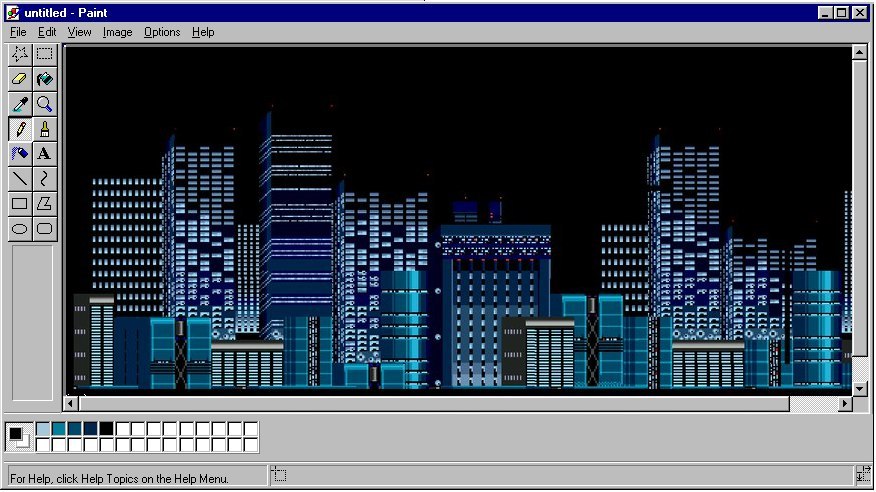 untitled - Paint
File Edit View Image Options Help
A
For Help, click Help Topics on the Help Menu.